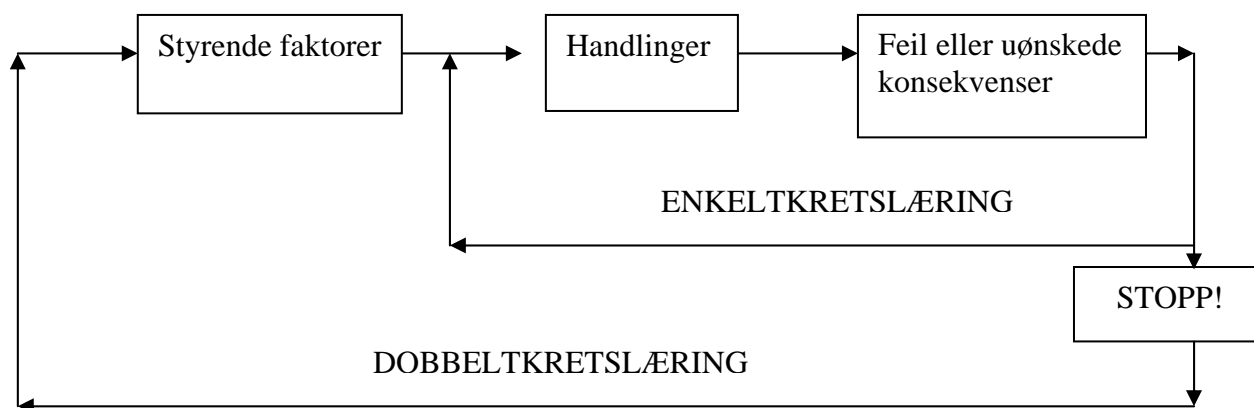 Styrende faktorer
Handlinger
Feil eller uønskede
konsekvenser
ENKELTKRETSLÆRING
STOPP!
DOBBELTKRETSLÆRING